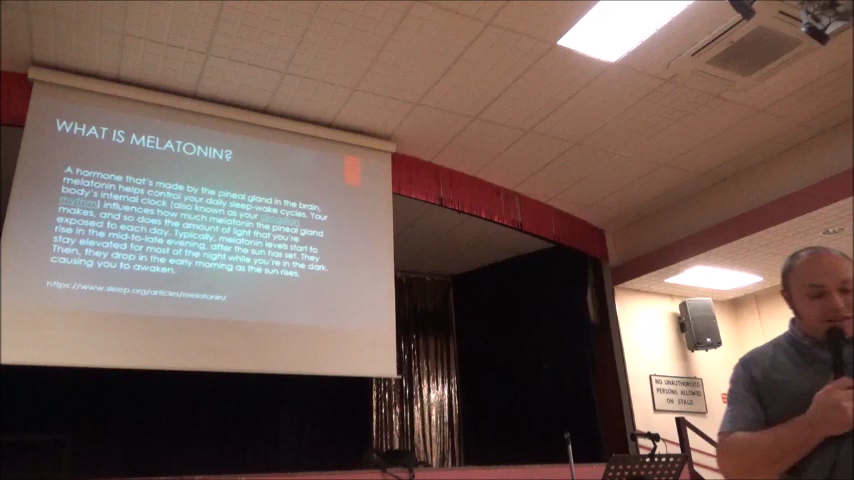 WHAT IS MELATONIN?
A hormone that's made by the pineal gland in the brain,
melatonin helps control your daily sleep-wake cycles. Your
body's internal clock (also known as your circadian
rhythm) influences how much melatonin the pineal gland
makes, and so does the amount of light that you're
exposed to each day. Typically, melatonin levels start to
rise in the mid-to-late evening, after the sun has set. They
stay elevated for most of the night while you're in the dark.
Then, they drop in the early morning as the sun rises,
causing you to awaken.
https://www.sleep.org/articles/melatonin/
NO UNAUTHORISED
PERSONS ALLOWED
ON STAGE